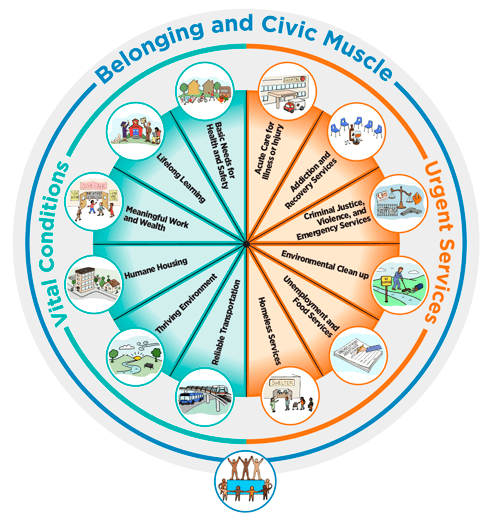 Belonging and Civic Muscle
Vital Conditions
Urgent Services
Basic Needs for
Health and Safety
Lifelong Learning
Meaningful Work
and Wealth
Humane Housing
Thriving Environment
Reliable Transportation
Acute Care for
Illness or Injury
Addiction and
Recovery Services
Criminal Justice,
Violence, and
Emergency Services
Environmental Clean up
Unemployment and
Food Services
Homeless Services
SHELTER